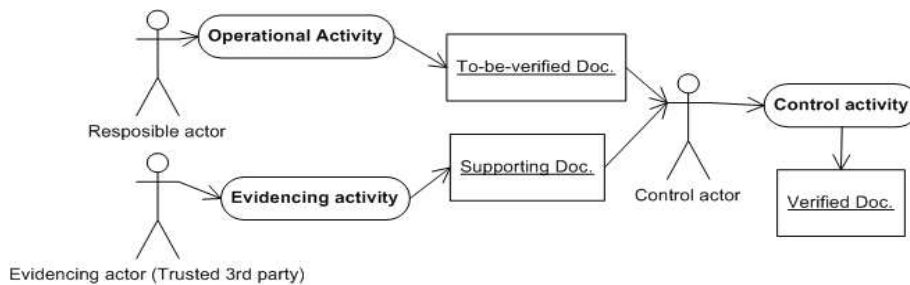 Operational Activity
To-be-verified Doc.
Resposible actor
Control activity
Evidencing activity
Supporting Doc.
Control actor
Verified Doc.
Evidencing actor (Trusted 3rd party)